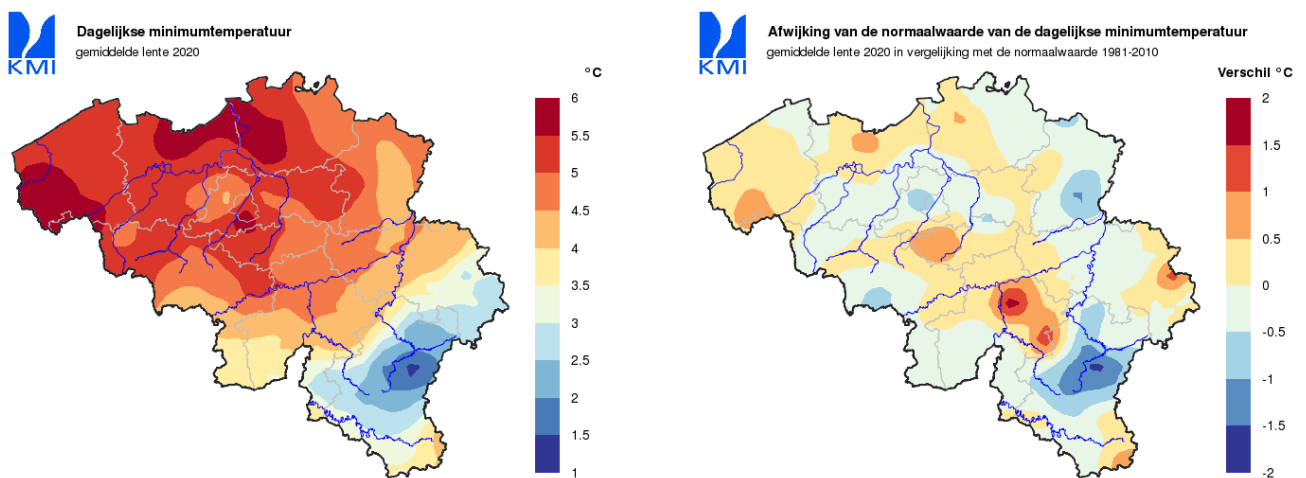 Dagelijkse minimumtemperatuur
gemiddelde lente 2020
KMI
°C
6
5.5
5
4.5
4
3.5
3
2.5
2
1.5
1
Afwijking van de normaalwaarde van de dagelijkse minimumtemperatuur
gemiddelde lente 2020 in vergelijking met de normaalwaarde 1981-2010
KMI
Verschil °C
2
1.5
1
0.5
0
-0.5
-1
-1.5
-2